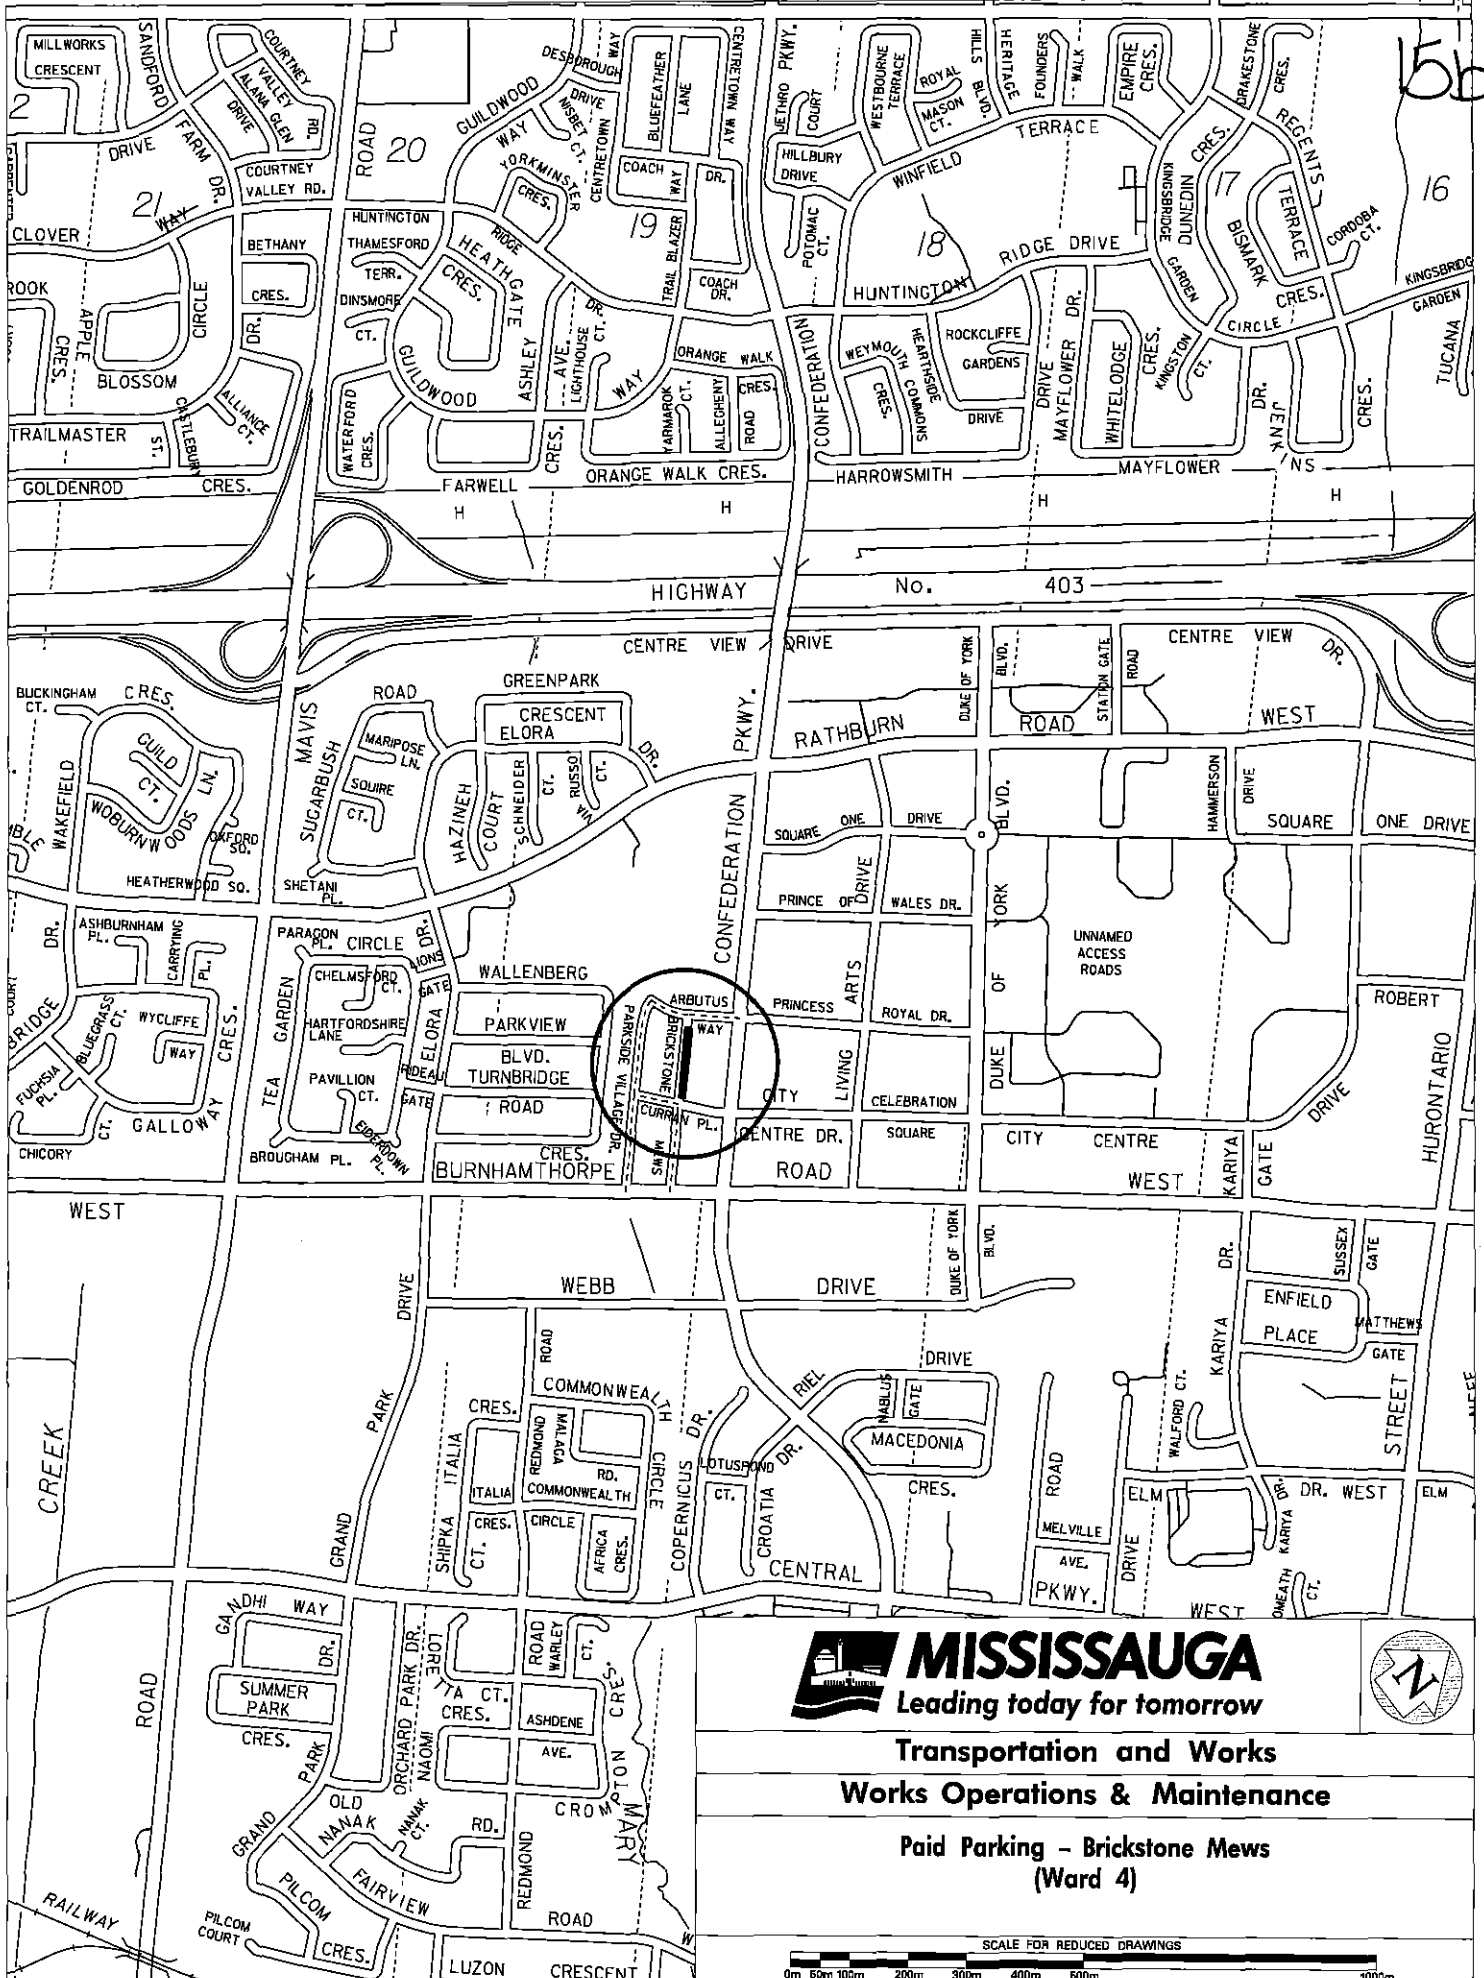 15b
MILLWORKS
CRESCENT
SANDFORD
FARM DR.
DRIVE
COURTNEY
VALLEY
RD.
ALANA GLEN
DRIVE
COURTNEY
VALLEY RD.
ROAD
20
21
WAY
CLOVER
GUILDWOOD
WAY
DESBOROUGH
WAY
DRIVE
NISBET CT.
CENTRETOWN
BLUEFEATHER
LANE
CENTRETOWN WAY
YORKMINSTER
CRES.
COACH
WAY
DR.
TRAIL BLAZER
COACH
DR.
19
JETHRO PKWY.
COURT
HILLBURY
DRIVE
POTOMAC
CT.
WESTBOURNE
TERRACE
ROYAL
MASON
CT.
HILLS BLVD.
HERITAGE
FOUNDERS
WALK
EMPIRE
CRES.
TERRACE
WINFIELD
18
DRAKESTONE
CRES.
REGENTS
TERRACE
17
16
KINGSBRIDGE
DUNEDIN
CRES.
BISMARK
CRES.
CORDOBA
CT.
KINGSBRIDG
GARDEN
GARDEN
CIRCLE
TUCANA
HUNTINGTON
RIDGE
DR.
HUNTINGTON
RIDGE DRIVE
THAMESFORD
TERR.
DINSMORE
CT.
HEATHGATE
CRES.
BETHANY
CRES.
DR.
ROOK
CRES.
APPLE
BLOSSOM
CIRCLE
ALLIANCE
CT.
CASTLEBURY
ST.
TRAILMASTER
GOLDENROD
CRES.
WATERFORD
CRES.
GUILDWOOD
WAY
ASHLEY
AVE.
LIGHTHOUSE
CT.
CRES.
FARWELL
ORANGE WALK
CRES.
YARMAROK
CT.
ALLEGHENY
ROAD
ORANGE WALK CRES.
CONFEDERATION
CONFEDERATION
WEYMOUTH COMMONS
CRES.
HEARTHSIDE
DRIVE
ROCKCLIFFE
GARDENS
HARROWSMITH
DRIVE
MAYFLOWER DR.
WHITELODGE
CRES.
KINGSTON
CT.
MAYFLOWER
DR.
JENKINS
CRES.
H
H
H
H
HIGHWAY No. 403
CENTRE VIEW DRIVE
CENTRE VIEW DR.
BUCKINGHAM
CT.
CRES.
GUILD
CT.
WAKEFIELD
WOBURNWOODS LN.
OXFORD
SQ.
HEATHERWOOD SQ.
MAVIS
SUGARBUSH
ROAD
MARIPOSE
LN.
SQUIRE
CT.
SHETANI
PL.
GREENPARK
CRESCENT
ELORA
DR.
HAZINEH
COURT
SCHNEIDER
CT.
RUSSO
CT.
VIA
PKWY.
CONFEDERATION
RATHBURN
ROAD
WEST
DUKE OF YORK
BLVD.
STATION GATE
ROAD
HAMMERSON
DRIVE
SQUARE ONE DRIVE
BLVD.
SQUARE ONE DRIVE
DRIVE
PRINCE OF WALES DR.
YORK
OF
DUKE
UNNAMED
ACCESS
ROADS
ROBERT
DR.
ASHBURNHAM
PL.
CARRYING
PL.
BLUEGRASS
CT.
WYCLIFFE
WAY
CRES.
FUCHSIA
PL.
CT.
GALLOWAY
CHICORY
PARAGON
PL.
CIRCLE
CHELMSFORD
CT.
LIONS
GATE
HARTFORDSHIRE
LANE
PAVILLION
CT.
GARDEN
TEA
BROUGHAM PL.
EIDERDOWN
PL.
DR.
ELORA
RIDEAU
GATE
WALLENBERG
PARKVIEW
BLVD.
TURNBRIDGE
ROAD
CRES.
PARKSIDE VILLAGE DR.
ARBUTUS
WAY
BRICKSTONE
MEWS
CURRAN PL.
PRINCESS
ROYAL DR.
ARTS
LIVING
CITY
CENTRE DR.
CELEBRATION
SQUARE
CITY CENTRE
DRIVE
HURONTARIO
BURNHAMTHORPE ROAD WEST
WEST
KARIYA
GATE
WEBB DRIVE
DUKE OF YORK
BLVD.
DR.
KARIYA
SUSSEX
GATE
ENFIELD
PLACE
MATTHEWS
GATE
STREET
CREEK
DRIVE
PARK
GRAND
ROAD
COMMONWEALTH
CIRCLE
CRES.
ITALIA
SHIPKA
CT.
REDMOND
MALAGA
RD.
ITALIA
CRES.
COMMONWEALTH
CIRCLE
AFRICA
CRES.
COPERNICUS
DR.
LOTUSPOND
CT.
CROATIA
DR.
RIEL
DRIVE
NABLUS
GATE
MACEDONIA
CRES.
CENTRAL
PKWY.
WEST
ROAD
MELVILLE
AVE.
DRIVE
ELM
DR. WEST
ELM
WALFORD CT.
KARIYA DR.
OMEATH
CT.
GANDHI WAY
DR.
SUMMER
PARK
CRES.
PARK
GRAND
ROAD
ORCHARD PARK DR.
LORETTA CT.
CRES.
NAOMI
ROAD
WARLEY
CT.
ASHDENE
AVE.
CRES.
CROMPTON
MARY
OLD
NANAK
NANAK
CT.
RD.
REDMOND
FAIRVIEW
ROAD
PILCOM
CRES.
PILCOM
COURT
RAILWAY
LUZON CRESCENT
MISSISSAUGA
Leading today for tomorrow
N
Transportation and Works
Works Operations & Maintenance
Paid Parking - Brickstone Mews
(Ward 4)
SCALE FOR REDUCED DRAWINGS
0m 50m 100m 200m 300m 400m 500m 1000m